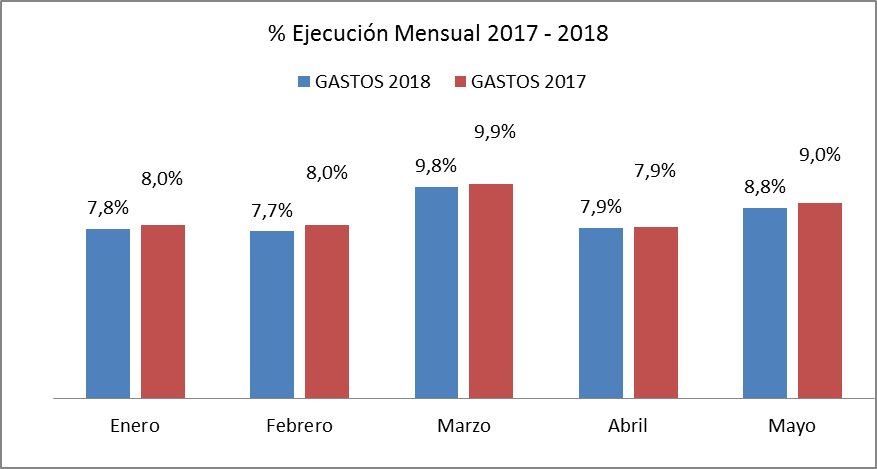 % Ejecución Mensual 2017 - 2018
GASTOS 2018 GASTOS 2017
7,8% 8,0% 7,7% 8,0% 9,8% 9,9% 7,9% 7,9% 8,8% 9,0%
Enero Febrero Marzo Abril Mayo